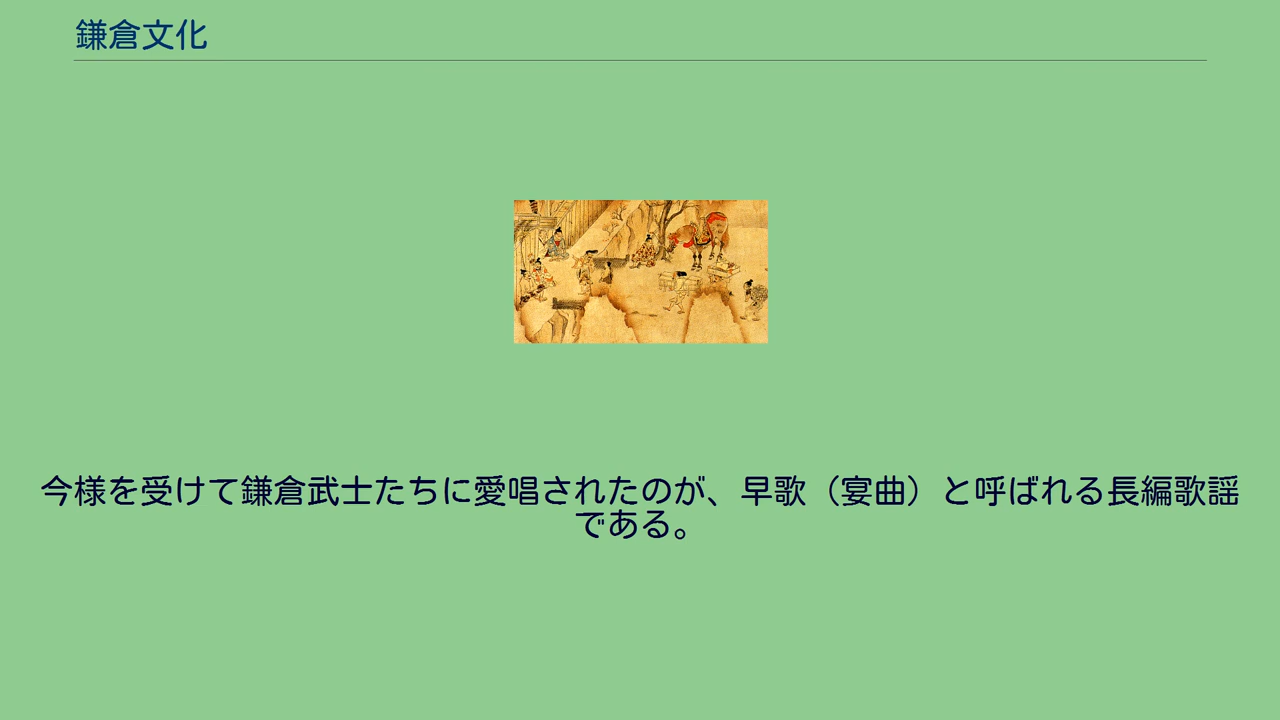 鎌倉文化
今様を受けて鎌倉武士たちに愛唱されたのが、早歌（宴曲）と呼ばれる長編歌謡
である。